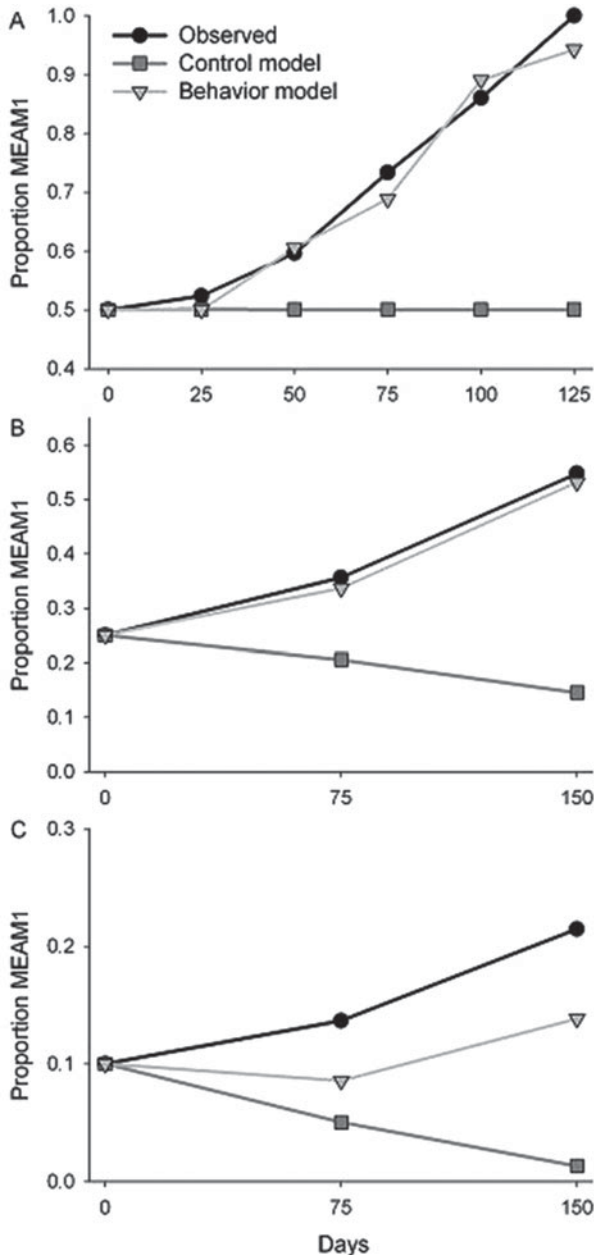 A
Observed
Control model
Behavior model
Proportion MEAM1
1.0
0.9
0.8
0.7
0.6
0.5
0.4
0 25 50 75 100 125
B
Proportion MEAM1
0.6
0.5
0.4
0.3
0.2
0.1
0.0
0 75 150
C
Proportion MEAM1
0.3
0.2
0.1
0.0
0 75 150
Days